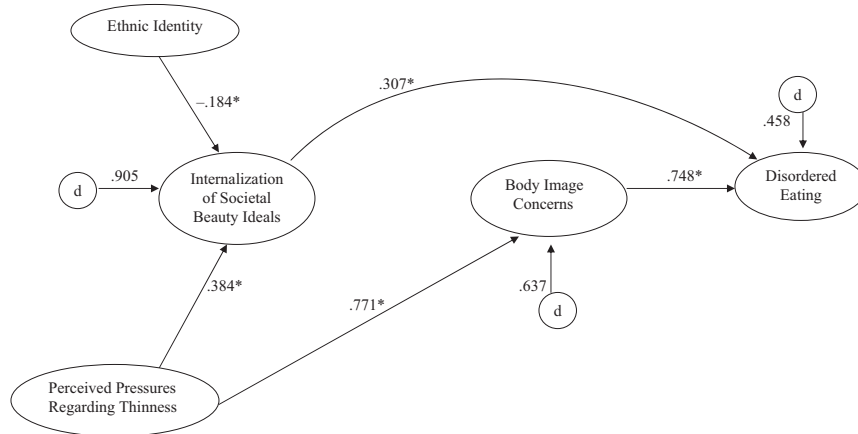 Ethnic Identity
–.184*
.307*
d
.458
d
.905
Internalization
of Societal
Beauty Ideals
Body Image
Concerns
.748*
Disordered
Eating
.384*
.771*
.637
d
Perceived Pressures
Regarding Thinness